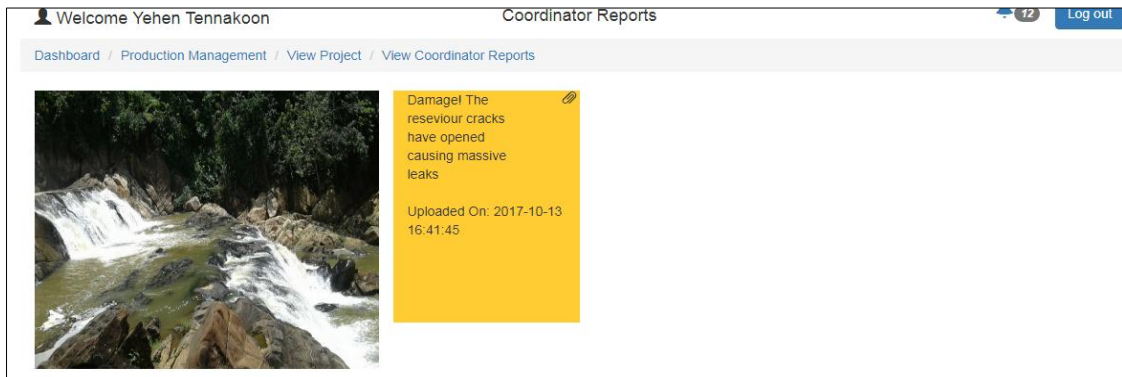 Welcome Yehen Tennakoon
Coordinator Reports
12
Log out
Dashboard / Production Management / View Project / View Coordinator Reports
Damage! The
reseviour cracks
have opened
causing massive
leaks
Uploaded On: 2017-10-13
16:41:45